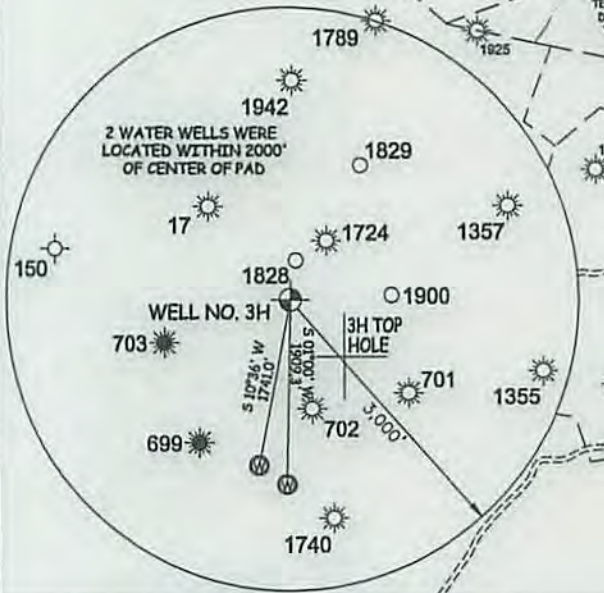 TE
D
1789
1925
1942
2 WATER WELLS WERE
LOCATED WITHIN 2000'
OF CENTER OF PAD
1829
17
1724
1357
150
1828
WELL NO. 3H
1900
3H TOP
HOLE
703
S 10°36' W
1741.0'
S 01°00' W
1909.3'
701
1355
702
3,000'
699
W
W
1740